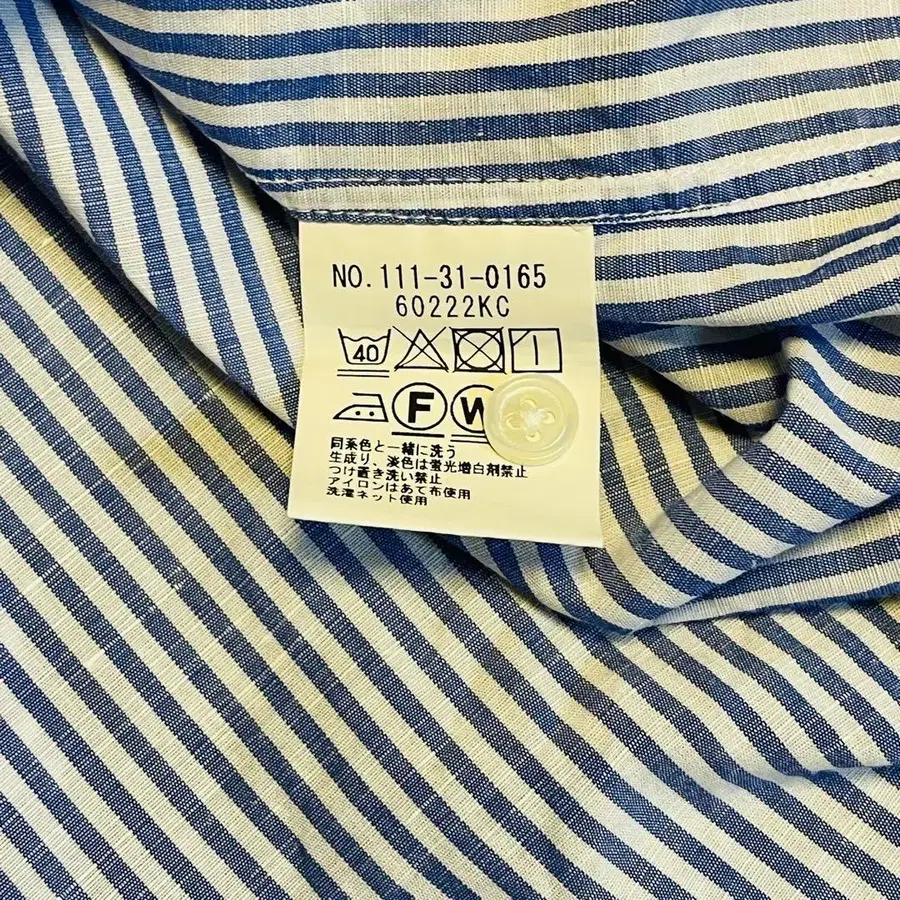 NO. 111-31-0165
60222KC
40
F W
同系色と一緒に洗う
生成り、淡色は蛍光増白剤禁止
つけ置き洗い禁止
アイロンはあて布使用
洗濯ネット使用